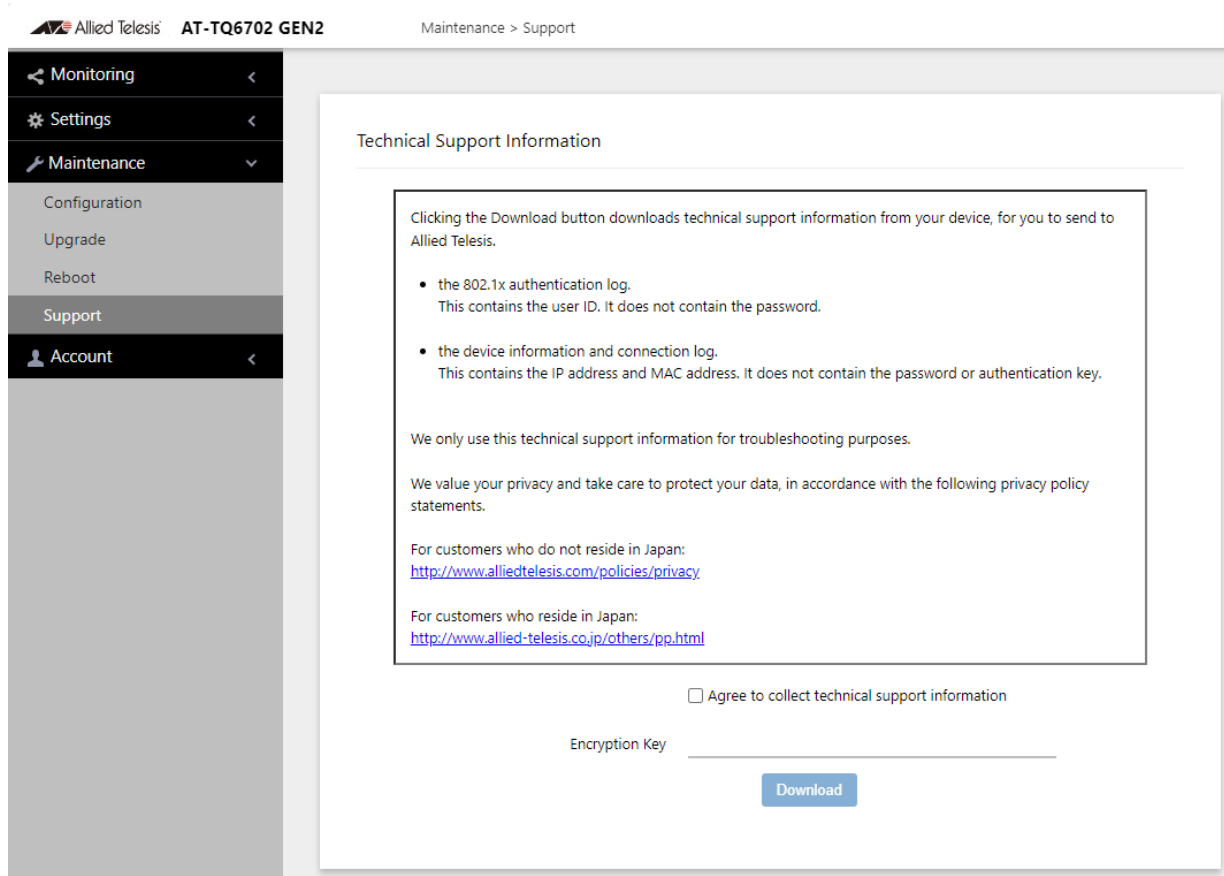 Allied Telesis AT-TQ6702 GEN2 Maintenance > Support
Monitoring
Settings
Maintenance
Configuration
Upgrade
Reboot
Support
Account
Technical Support Information
Clicking the Download button downloads technical support information from your device, for you to send to
Allied Telesis.
• the 802.1x authentication log.
This contains the user ID. It does not contain the password.
• the device information and connection log.
This contains the IP address and MAC address. It does not contain the password or authentication key.
We only use this technical support information for troubleshooting purposes.
We value your privacy and take care to protect your data, in accordance with the following privacy policy
statements.
For customers who do not reside in Japan:
http://www.alliedtelesis.com/policies/privacy
For customers who reside in Japan:
http://www.allied-telesis.co.jp/others/pp.html
Agree to collect technical support information
Encryption Key
Download